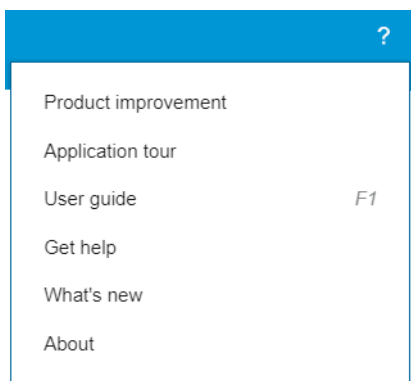 ?
Product improvement
Application tour
User guide F1
Get help
What's new
About